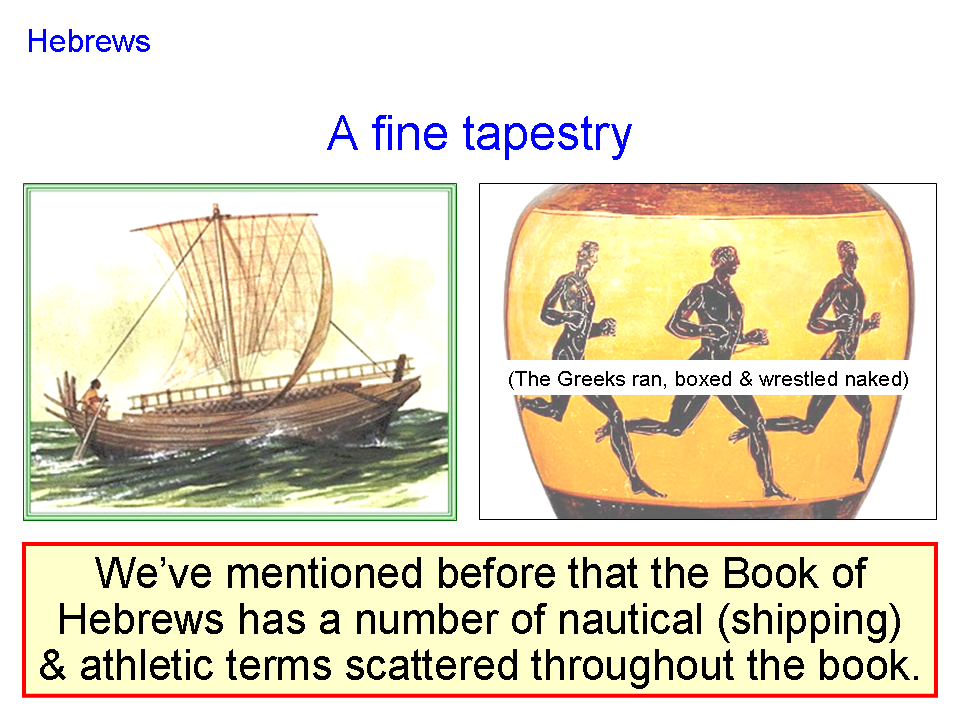 Hebrews
A fine tapestry
(The Greeks ran, boxed & wrestled naked)
We’ve mentioned before that the Book of
Hebrews has a number of nautical (shipping)
& athletic terms scattered throughout the book.